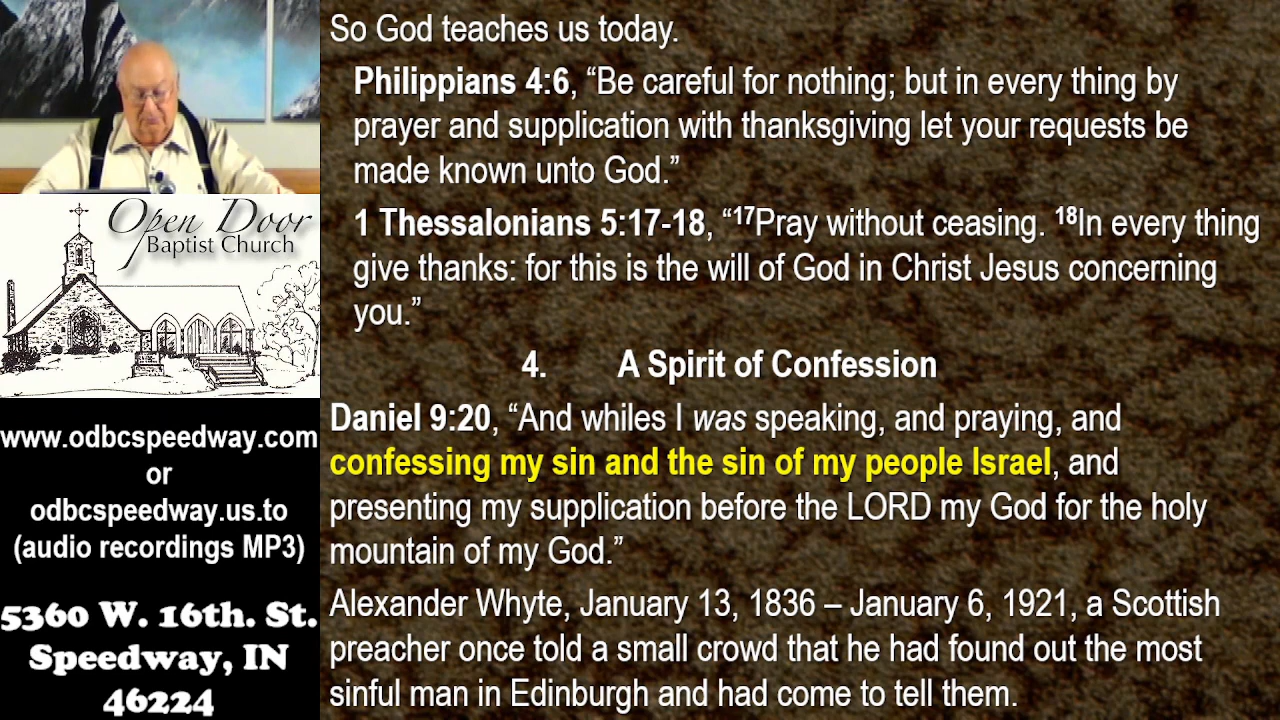 So God teaches us today.
Philippians 4:6, “Be careful for nothing; but in every thing by
prayer and supplication with thanksgiving let your requests be
made known unto God.”
1 Thessalonians 5:17-18, “17Pray without ceasing. 18In every thing
give thanks: for this is the will of God in Christ Jesus concerning
you.”
4. A Spirit of Confession
Daniel 9:20, “And whiles I was speaking, and praying, and
confessing my sin and the sin of my people Israel, and
presenting my supplication before the LORD my God for the holy
mountain of my God.”
Alexander Whyte, January 13, 1836 – January 6, 1921, a Scottish
preacher once told a small crowd that he had found out the most
sinful man in Edinburgh and had come to tell them.
Open Door
Baptist Church
www.odbcspeedway.com
or
odbcspeedway.us.to
(audio recordings MP3)
5360 W. 16th. St.
Speedway, IN
46224